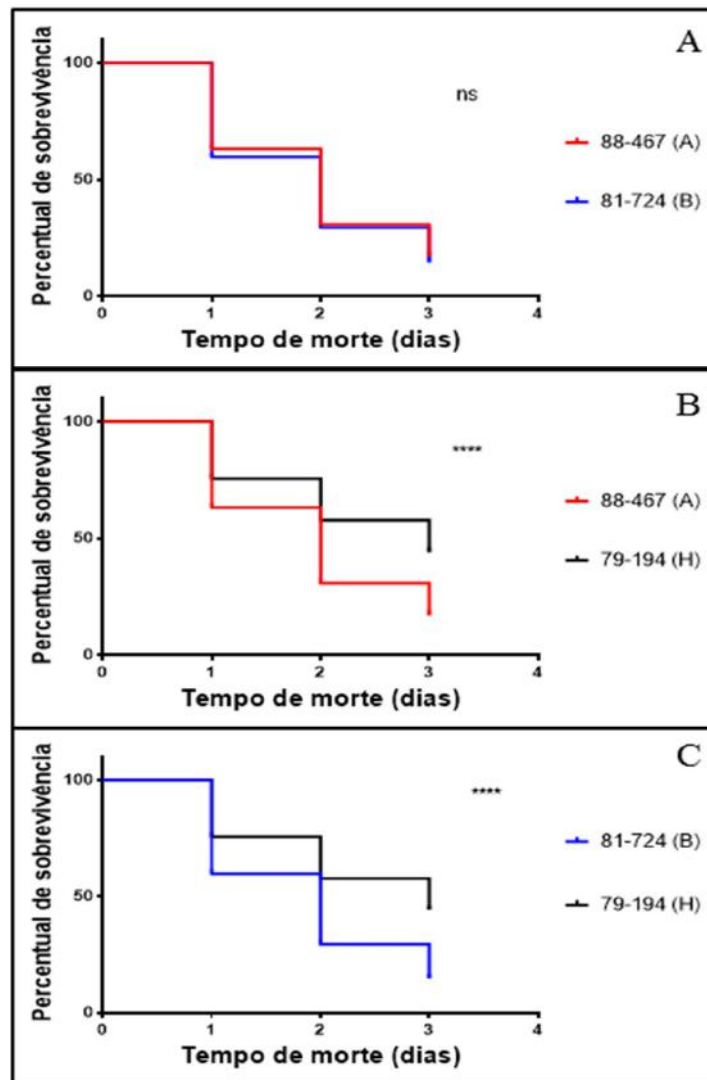 A
Percentual de sobrevivência
100
50
0
ns
88-467 (A)
81-724 (B)
0 1 2 3 4
Tempo de morte (dias)
B
Percentual de sobrevivência
100
50
0
****
88-467 (A)
79-194 (H)
0 1 2 3 4
Tempo de morte (dias)
C
Percentual de sobrevivência
100
50
0
****
81-724 (B)
79-194 (H)
0 1 2 3 4
Tempo de morte (dias)